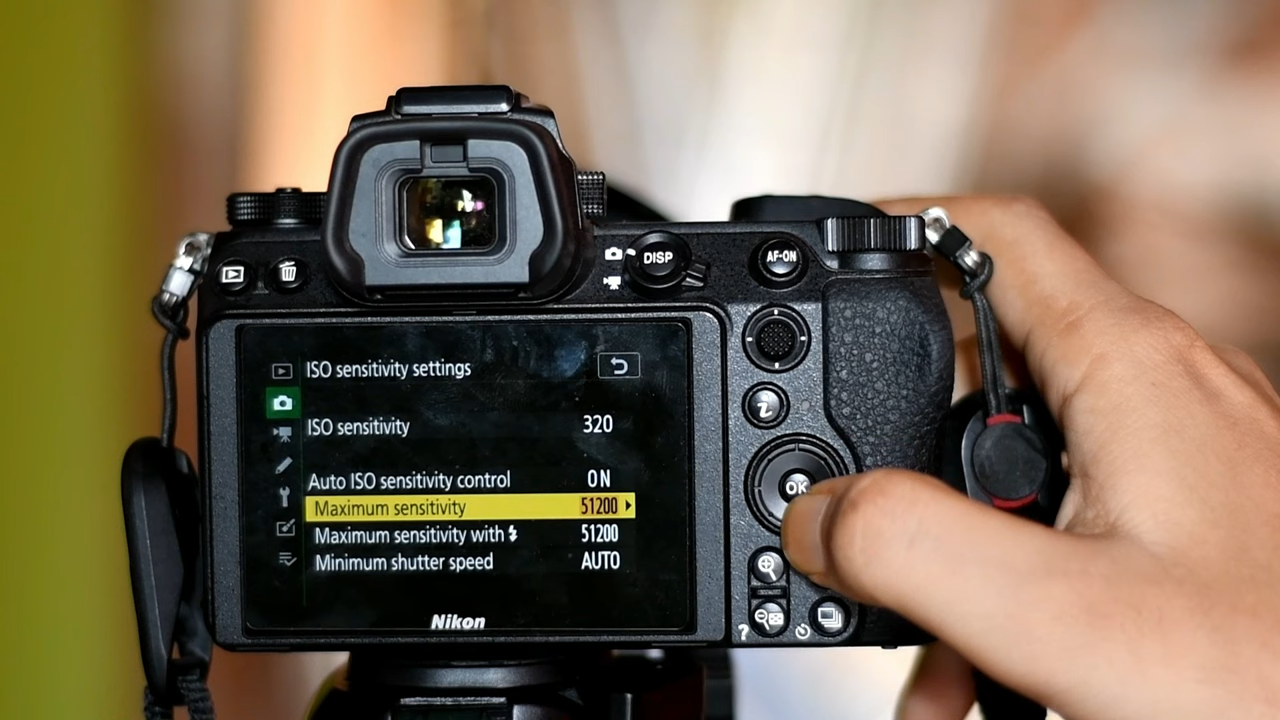 DISP
AF-ON
ISO sensitivity settings
ISO sensitivity 320
Auto ISO sensitivity control ON
Maximum sensitivity 51200
Maximum sensitivity with 51200
Minimum shutter speed AUTO
i
OK
Nikon
?